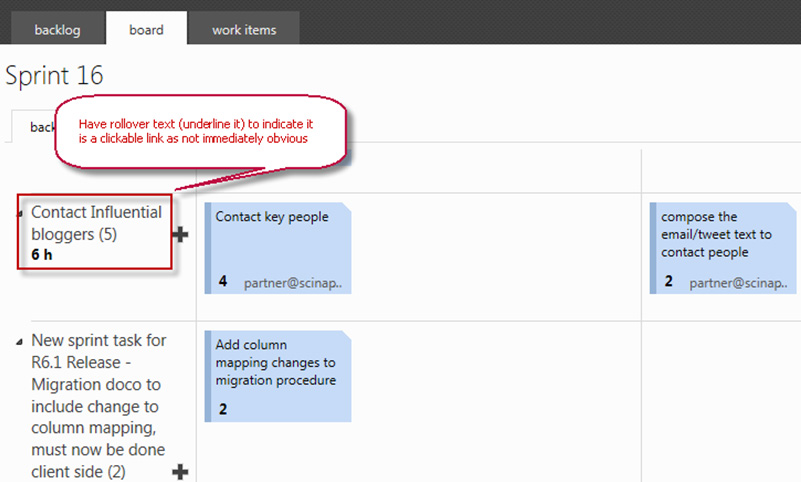 backlog board work items
Sprint 16
Have rollover text (underline it) to indicate it
is a clickable link as not immediately obvious
Contact Influential
bloggers (5)
6 h
Contact key people
4 partner@scinap..
compose the
email/tweet text to
contact people
2 partner@scinap..
New sprint task for
R6.1 Release -
Migration doco to
include change to
column mapping,
must now be done
client side (2)
Add column
mapping changes to
migration procedure
2